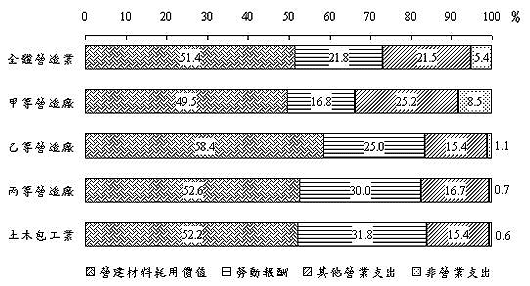 0 10 20 30 40 50 60 70 80 90 100 %
全體營造業 51.4 21.8 21.5 5.4
甲等營造廠 49.5 16.8 25.2 8.5
乙等營造廠 58.4 25.0 15.4 1.1
丙等營造廠 52.6 30.0 16.7 0.7
土木包工業 52.2 31.8 15.4 0.6
營建材料耗用價值 勞動報酬 其他營業支出 非營業支出